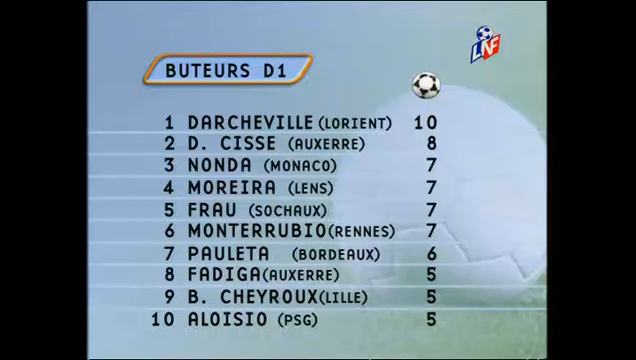 LNF
BUTEURS D1
1 DARCHEVILLE (LORIENT) 10
2 D. CISSE (AUXERRE) 8
3 NONDA (MONACO) 7
4 MOREIRA (LENS) 7
5 FRAU (SOCHAUX) 7
6 MONTERRUBIO(RENNES) 7
7 PAULETA (BORDEAUX) 6
8 FADIGA(AUXERRE) 5
9 B. CHEYROUX(LILLE) 5
10 ALOISIO (PSG) 5